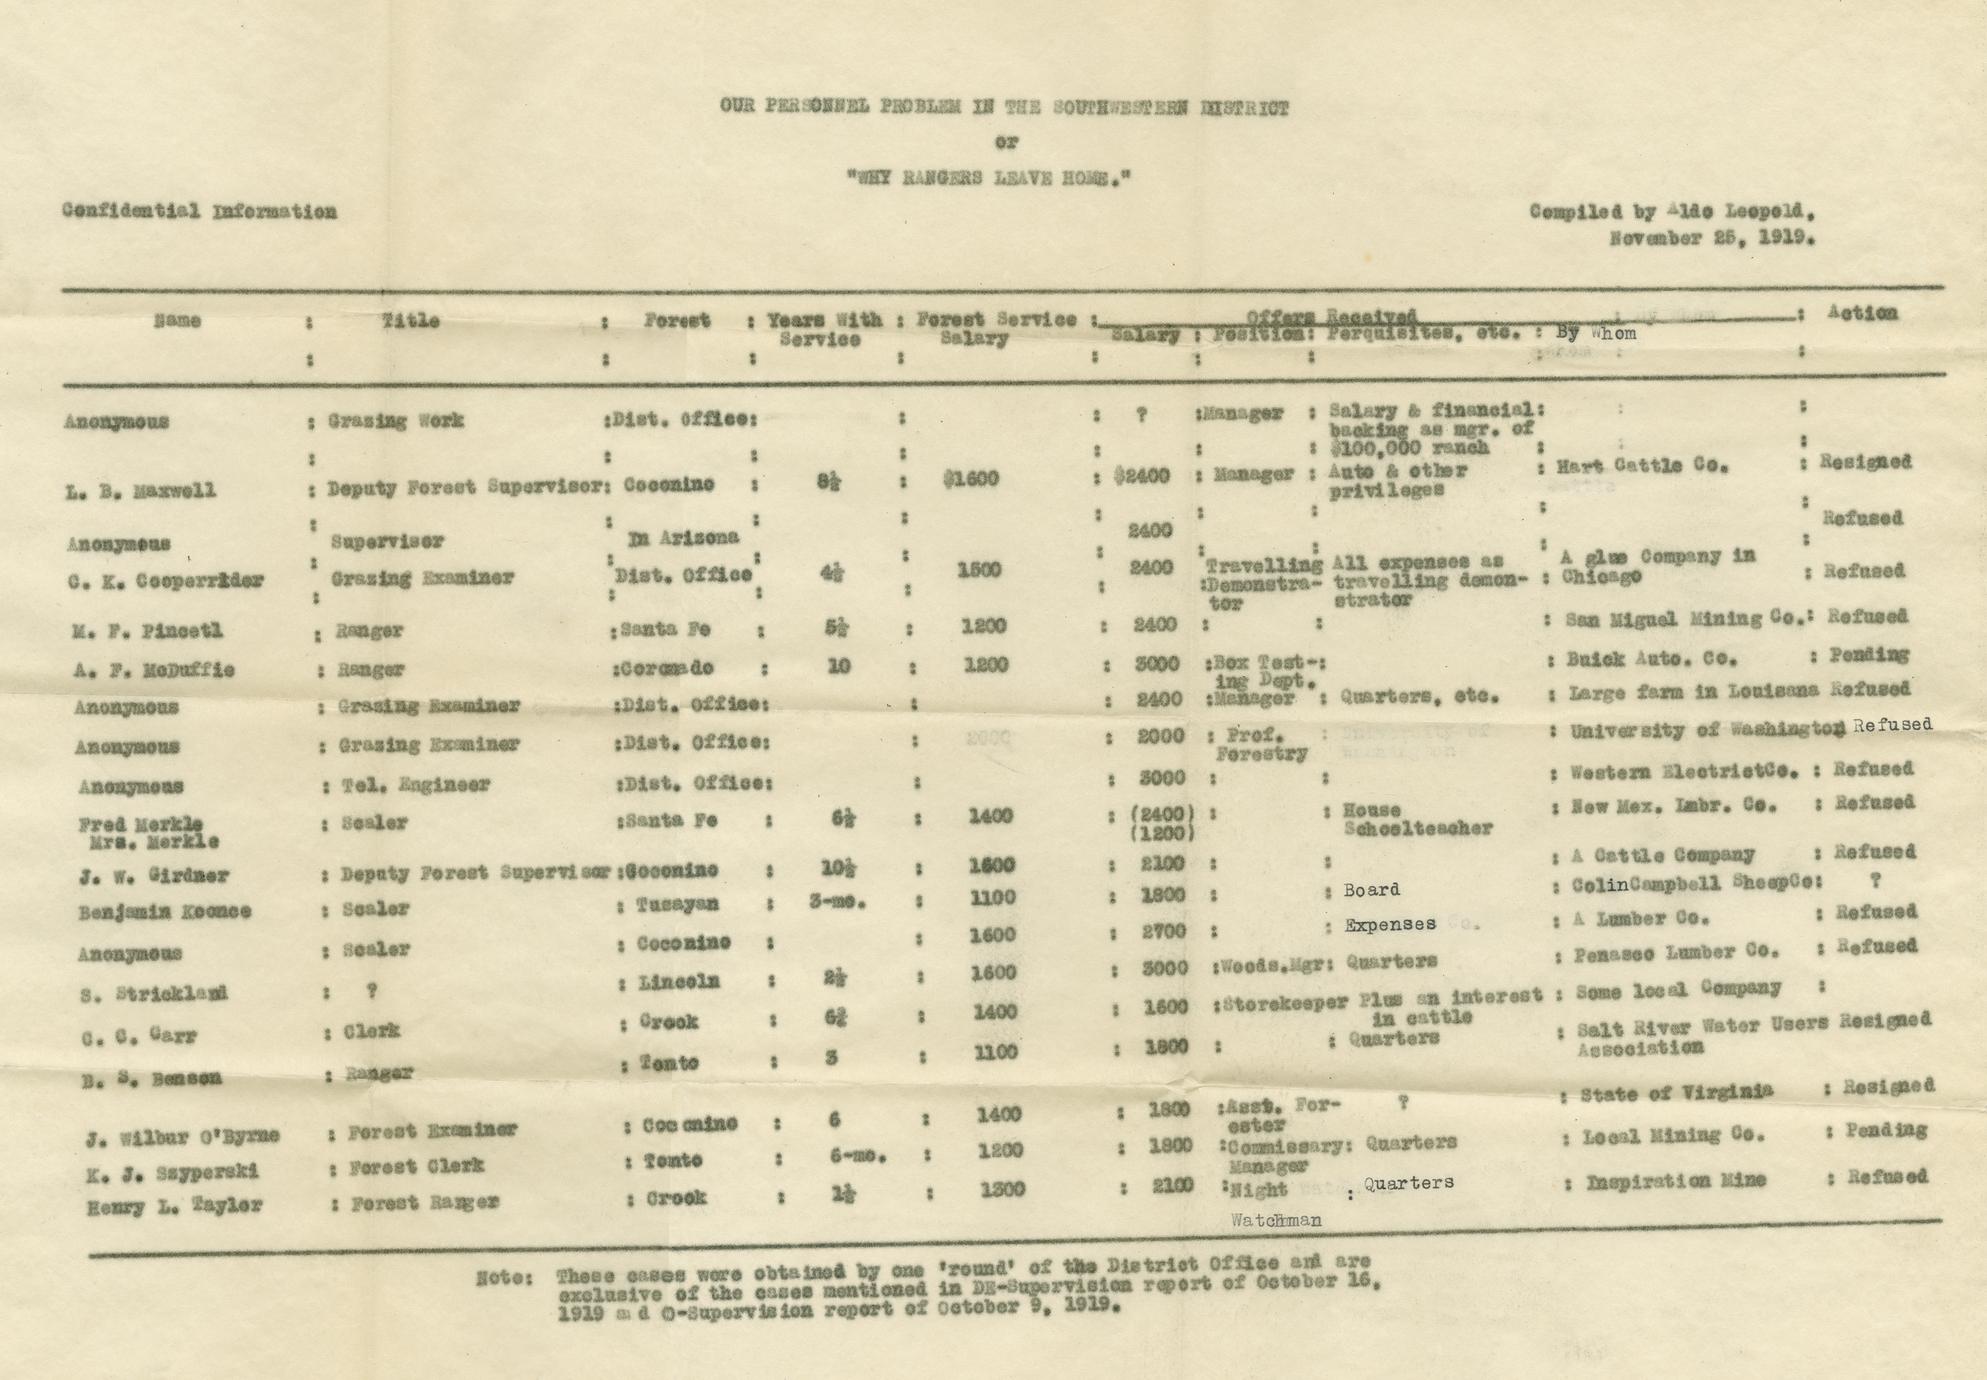 OUR PERSONNEL PROBLEM IN THE SOUTHWESTERN DISTRICT
or
"WHY RANGERS LEAVE HOME."
Confidential Information
Compiled by Aldo Leopold,
November 25, 1919.
Name : Title : Forest : Years With : Forest Service : Offers Received : Action
Service Salary Salary : Position: Perquisites, etc. : By Whom
Anonymous : Grazing Work :Dist. Office: : : ? :Manager : Salary & financial: :
backing as mgr. of
$100,000 ranch
L. B. Maxwell : Deputy Forest Supervisor: Coconino : 8½ : $1600 : $2400 : Manager : Auto & other : Hart Cattle Co. : Resigned
privileges
Anonymous Supervisor In Arizona 2400 Refused
C. K. Cooperrider Grazing Examiner Dist. Office 4½ 1500 2400 Travelling All expenses as A glue Company in
:Demonstra- travelling demon- : Chicago : Refused
tor strator
M. F. Pincetl : Ranger :Santa Fe : 5½ : 1200 : 2400 : : : San Miguel Mining Co.: Refused
A. F. McDuffie : Ranger :Coronado : 10 : 1200 : 3000 :Box Test-: : Buick Auto. Co. : Pending
ing Dept.
Anonymous : Grazing Examiner :Dist. Office: : : 2400 :Manager : Quarters, etc. : Large farm in Louisana Refused
Anonymous : Grazing Examiner :Dist. Office: : : 2000 : Prof. : : University of Washington Refused
Forestry
Anonymous : Tel. Engineer :Dist. Office: : : 3000 : : : Western ElectricCo. : Refused
Fred Merkle : Scaler :Santa Fe : 6½ : 1400 : (2400) : : House : New Mex. Lmbr. Co. : Refused
Mrs. Merkle (1200) Schoolteacher
J. W. Girdner : Deputy Forest Supervisor:Coconino : 10½ : 1600 : 2100 : : : A Cattle Company : Refused
Benjamin Koonce : Scaler : Tusayan : 3-mo. : 1100 : 1800 : : Board : ColinCampbell SheepCo: ?
Anonymous : Scaler : Coconino : : 1600 : 2700 : : Expenses : A Lumber Co. : Refused
S. Strickland : ? : Lincoln : 2½ : 1600 : 3000 :Woods.Mgr: Quarters : Penasco Lumber Co. : Refused
C. C. Carr : Clerk : Crook : : 1400 : 1600 :Storekeeper Plus an interest : Some local Company :
in cattle
B. S. Benson : Ranger : Tonto : 3 : 1100 : 1800 : : Quarters : Salt River Water Users Resigned
Association
J. Wilbur O'Byrne : Forest Examiner : Coconino : 6 : 1400 : 1800 :Asst. For- ? : State of Virginia : Resigned
ester
K. J. Szyperski : Forest Clerk : Tonto : 6-mo. : 1200 1800 :Commissary: Quarters : Local Mining Co. : Pending
Manager
Henry L. Taylor : Forest Ranger : Crook : 1½ : 1300 : 2100 :Night : Quarters : Inspiration Mine : Refused
Watchman
Note: These cases were obtained by one 'round' of the District Office and are
exclusive of the cases mentioned in DE-Supervision report of October 16,
1919 and O-Supervision report of October 9, 1919.